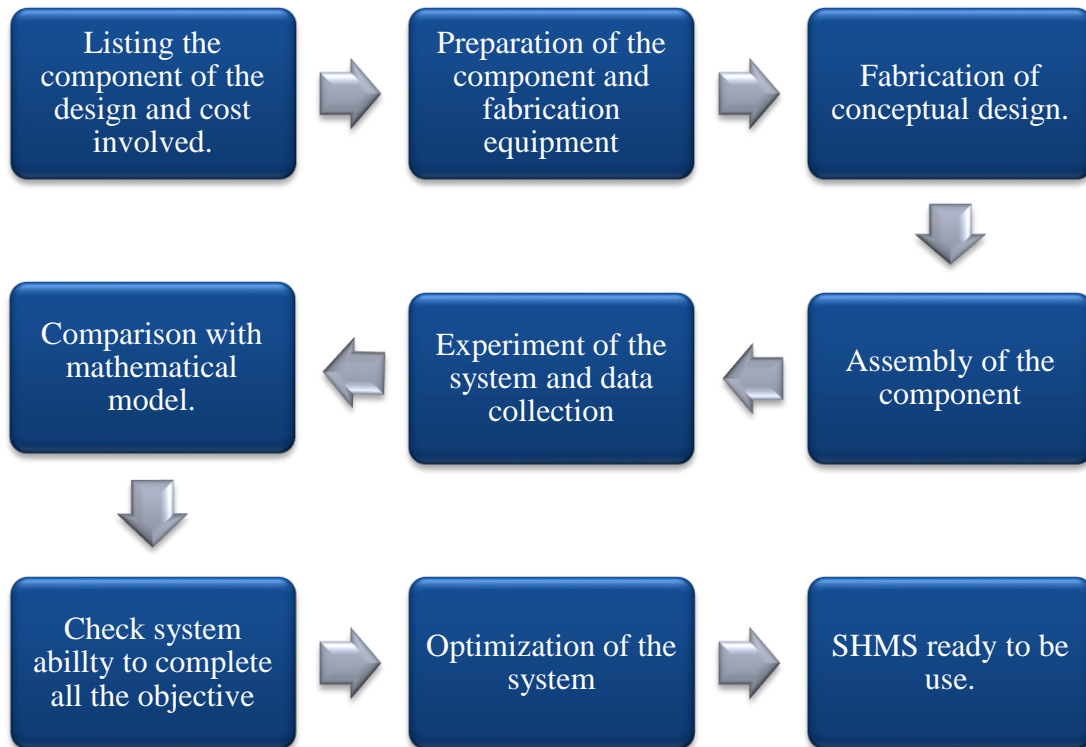 Listing the
component of the
design and cost
involved.
Preparation of the
component and
fabrication
equipment
Fabrication of
conceptual design.
Assembly of the
component
Experiment of the
system and data
collection
Comparison with
mathematical
model.
Check system
abillty to complete
all the objective
Optimization of the
system
SHMS ready to be
use.